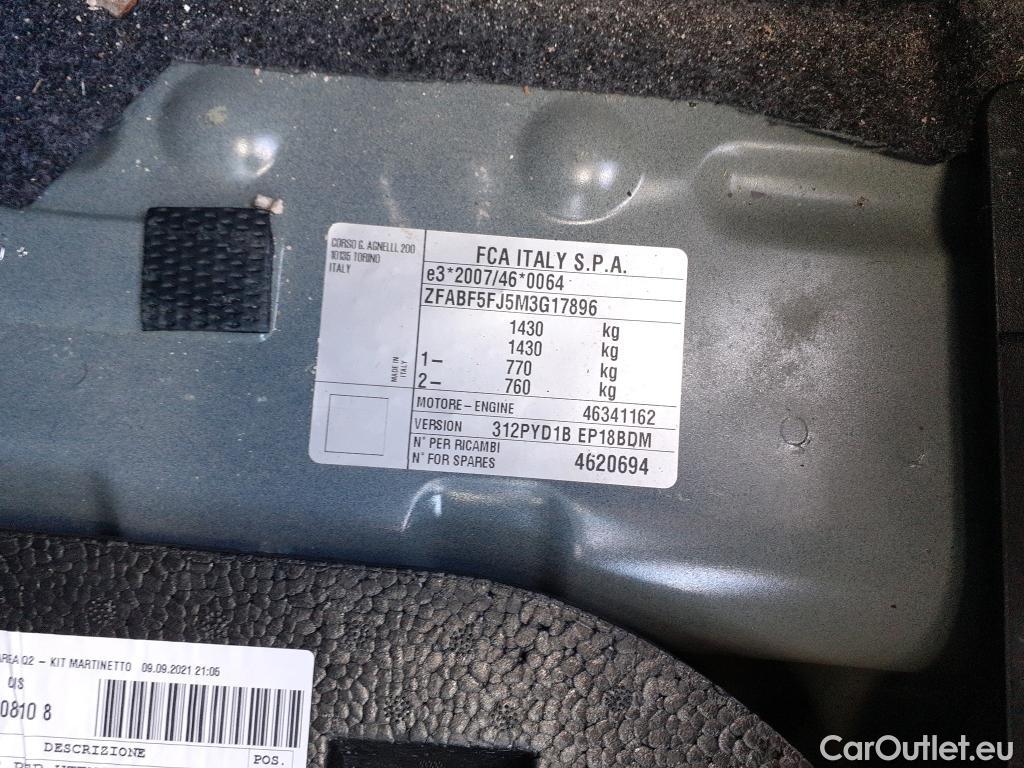 CORSO G. AGNELLI, 200
10135 TORINO
ITALY
MADE IN
ITALY
FCA ITALY S.P.A.
e3*2007/46*0064
ZFABF5FJ5M3G17896
1430 kg
1430 kg
1– 770 kg
2– 760 kg
MOTORE – ENGINE 46341162
VERSION 312PYD1B EP18BDM
N° PER RICAMBI
N° FOR SPARES 4620694
Q2 – KIT MARTINETTO 09.09.2021 21:05
0810 8
DESCRIZIONE POS.
CarOutlet.eu